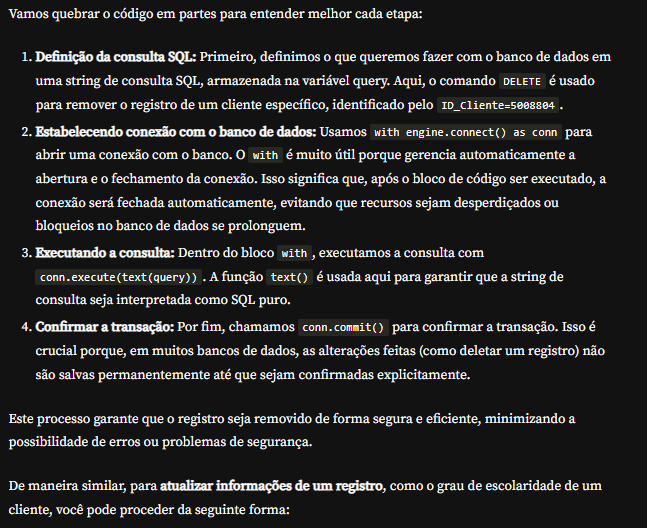 Vamos quebrar o código em partes para entender melhor cada etapa:
1. Definição da consulta SQL: Primeiro, definimos o que queremos fazer com o banco de dados em
uma string de consulta SQL, armazenada na variável query. Aqui, o comando DELETE é usado
para remover o registro de um cliente específico, identificado pelo ID_Cliente=5008804.
2. Estabelecendo conexão com o banco de dados: Usamos with engine.connect() as conn para
abrir uma conexão com o banco. O with é muito útil porque gerencia automaticamente a
abertura e o fechamento da conexão. Isso significa que, após o bloco de código ser executado, a
conexão será fechada automaticamente, evitando que recursos sejam desperdiçados ou
bloqueios no banco de dados se prolonguem.
3. Executando a consulta: Dentro do bloco with, executamos a consulta com
conn.execute(text(query)). A função text() é usada aqui para garantir que a string de
consulta seja interpretada como SQL puro.
4. Confirmar a transação: Por fim, chamamos conn.commit() para confirmar a transação. Isso é
crucial porque, em muitos bancos de dados, as alterações feitas (como deletar um registro) não
são salvas permanentemente até que sejam confirmadas explicitamente.
Este processo garante que o registro seja removido de forma segura e eficiente, minimizando a
possibilidade de erros ou problemas de segurança.
De maneira similar, para atualizar informações de um registro, como o grau de escolaridade de um
cliente, você pode proceder da seguinte forma: